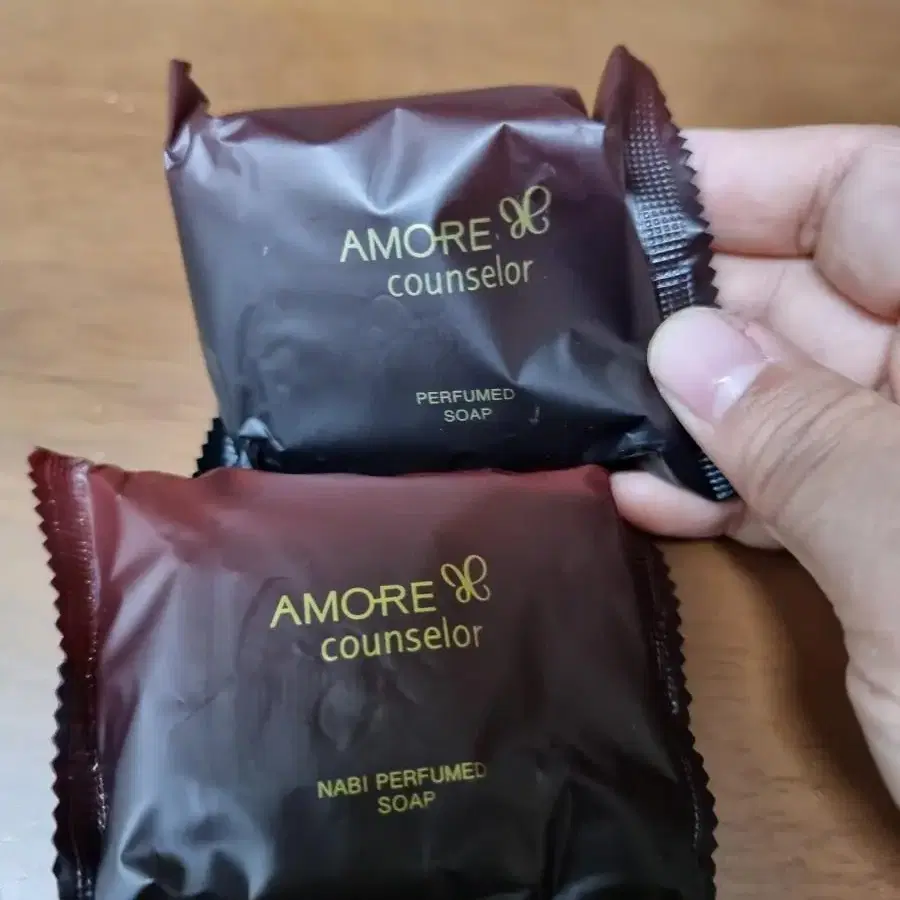 AMORE
counselor
PERFUMED
SOAP
AMORE
counselor
NABI PERFUMED
SOAP